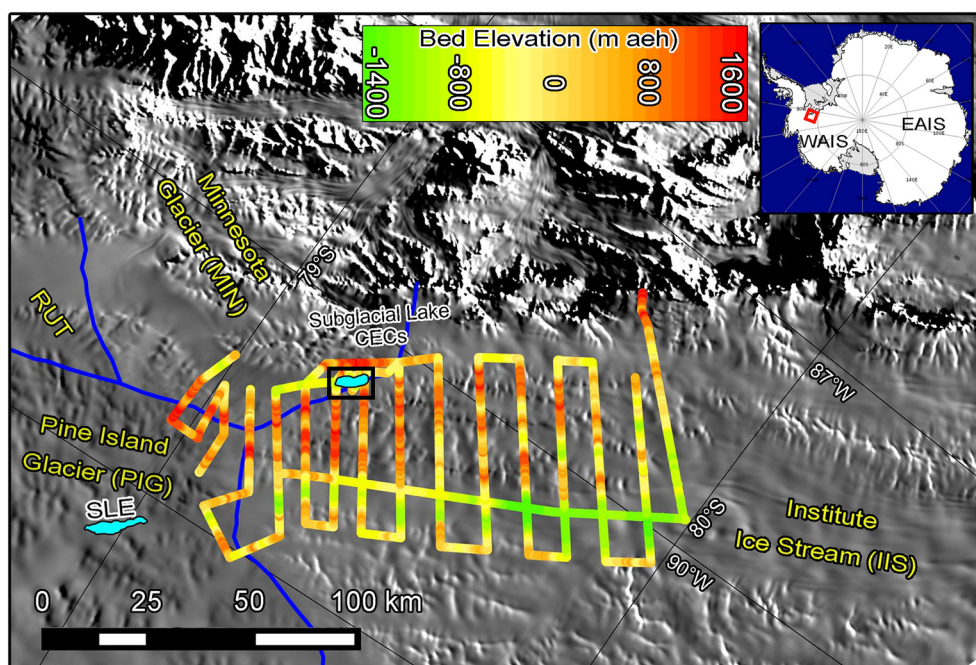 Bed Elevation (m aeh)
-1400
-800
0
800
1600
WAIS
EAIS
Minnesota
Glacier (MIN)
79°S
RUT
Subglacial Lake
CECs
87°W
Pine Island
Glacier (PIG)
SLE
80°S
90°W
Institute
Ice Stream (IIS)
0
25
50
100 km